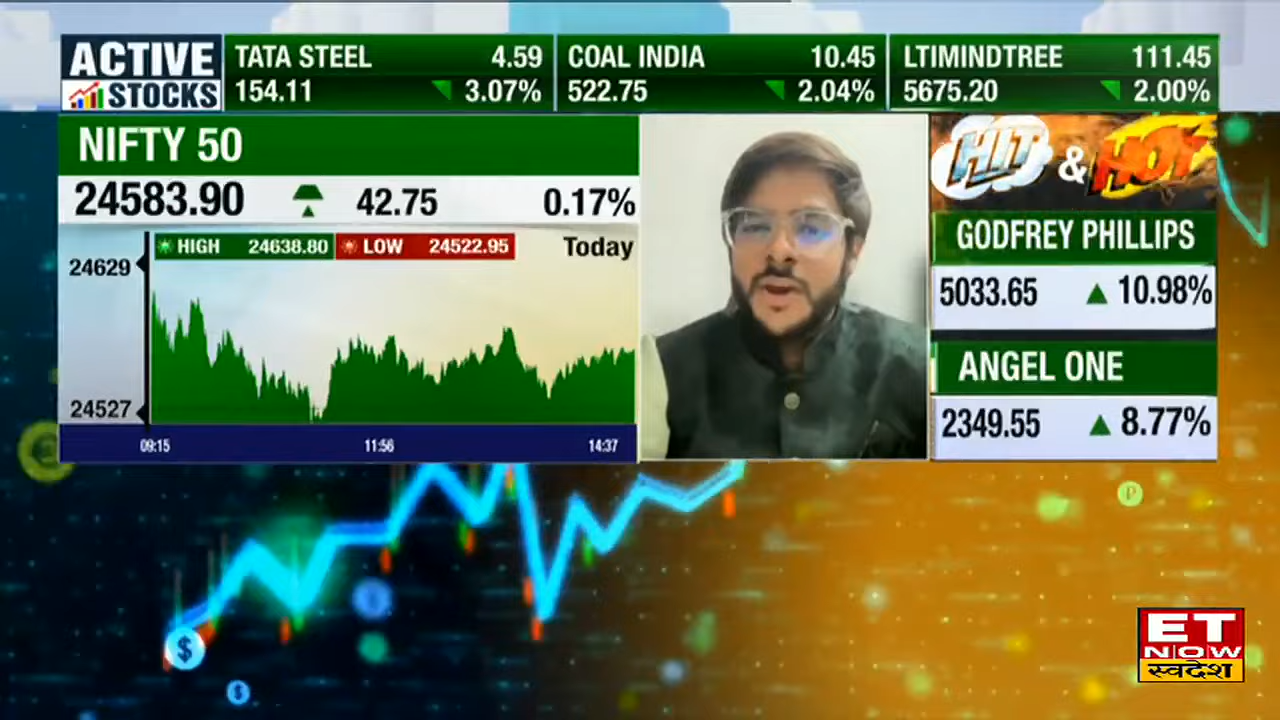 ACTIVE
STOCKS
TATA STEEL 4.59
154.11 3.07%
COAL INDIA 10.45
522.75 2.04%
LTIMINDTREE 111.45
5675.20 2.00%
NIFTY 50
24583.90 42.75 0.17%
HIGH 24638.80 LOW 24522.95 Today
24629
24527
09:15 11:56 14:37
HIT & HOT
GODFREY PHILLIPS
5033.65 10.98%
ANGEL ONE
2349.55 8.77%
P
$
$
ET
NOW
स्वदेश